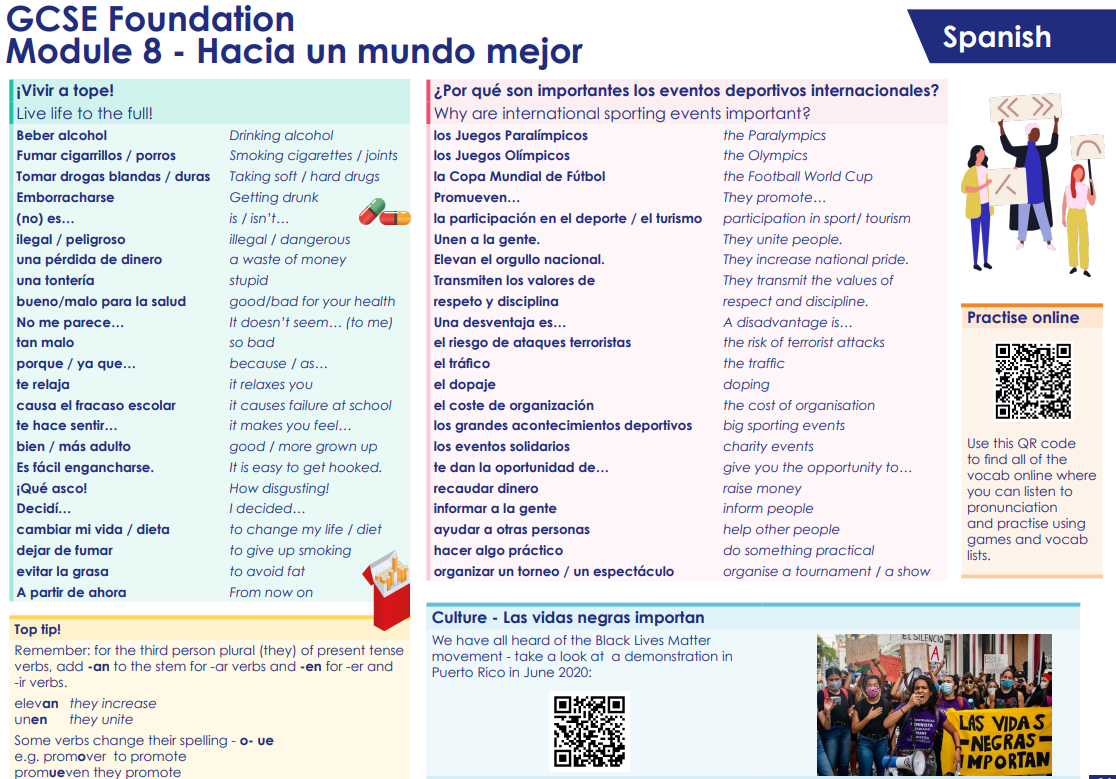 GCSE Foundation
Module 8 - Hacia un mundo mejor
Spanish
¡Vivir a tope!
Live life to the full!
Beber alcohol Drinking alcohol
Fumar cigarrillos / porros Smoking cigarettes / joints
Tomar drogas blandas / duras Taking soft / hard drugs
Emborracharse Getting drunk
(no) es… is / isn't…
ilegal / peligroso illegal / dangerous
una pérdida de dinero a waste of money
una tontería stupid
bueno/malo para la salud good/bad for your health
No me parece… It doesn't seem… (to me)
tan malo so bad
porque / ya que… because / as…
te relaja it relaxes you
causa el fracaso escolar it causes failure at school
te hace sentir… it makes you feel…
bien / más adulto good / more grown up
Es fácil engancharse. It is easy to get hooked.
¡Qué asco! How disgusting!
Decidí… I decided…
cambiar mi vida / dieta to change my life / diet
dejar de fumar to give up smoking
evitar la grasa to avoid fat
A partir de ahora From now on
Top tip!
Remember: for the third person plural (they) of present tense
verbs, add -an to the stem for -ar verbs and -en for -er and
-ir verbs.
elevan they increase
unen they unite
Some verbs change their spelling - o- ue
e.g. promover to promote
promueven they promote
¿Por qué son importantes los eventos deportivos internacionales?
Why are international sporting events important?
los Juegos Paralímpicos the Paralympics
los Juegos Olímpicos the Olympics
la Copa Mundial de Fútbol the Football World Cup
Promueven… They promote…
la participación en el deporte / el turismo participation in sport/ tourism
Unen a la gente. They unite people.
Elevan el orgullo nacional. They increase national pride.
Transmiten los valores de They transmit the values of
respeto y disciplina respect and discipline.
Una desventaja es… A disadvantage is…
el riesgo de ataques terroristas the risk of terrorist attacks
el tráfico the traffic
el dopaje doping
el coste de organización the cost of organisation
los grandes acontecimientos deportivos big sporting events
los eventos solidarios charity events
te dan la oportunidad de… give you the opportunity to…
recaudar dinero raise money
informar a la gente inform people
ayudar a otras personas help other people
hacer algo práctico do something practical
organizar un torneo / un espectáculo organise a tournament / a show
Culture - Las vidas negras importan
We have all heard of the Black Lives Matter
movement - take a look at a demonstration in
Puerto Rico in June 2020:
EL SILENCIO
LAS VIDAS
NEGRAS
IMPORTAN
Practise online
Use this QR code
to find all of the
vocab online where
you can listen to
pronunciation
and practise using
games and vocab
lists.